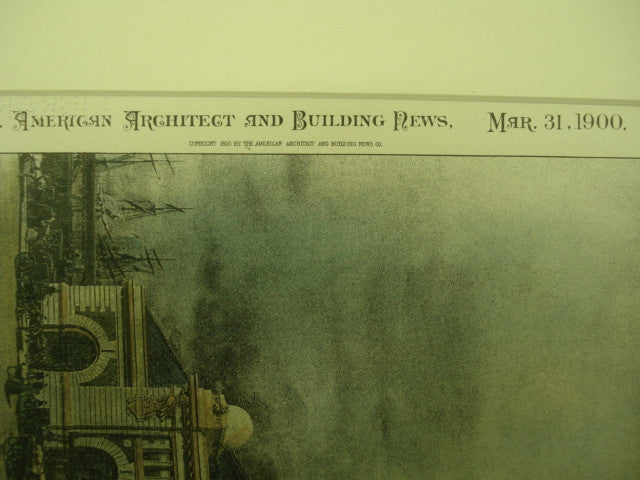 American Architect and Building News, Mar. 31, 1900.
COPYRIGHT 1900 BY THE AMERICAN ARCHITECT AND BUILDING NEWS CO.